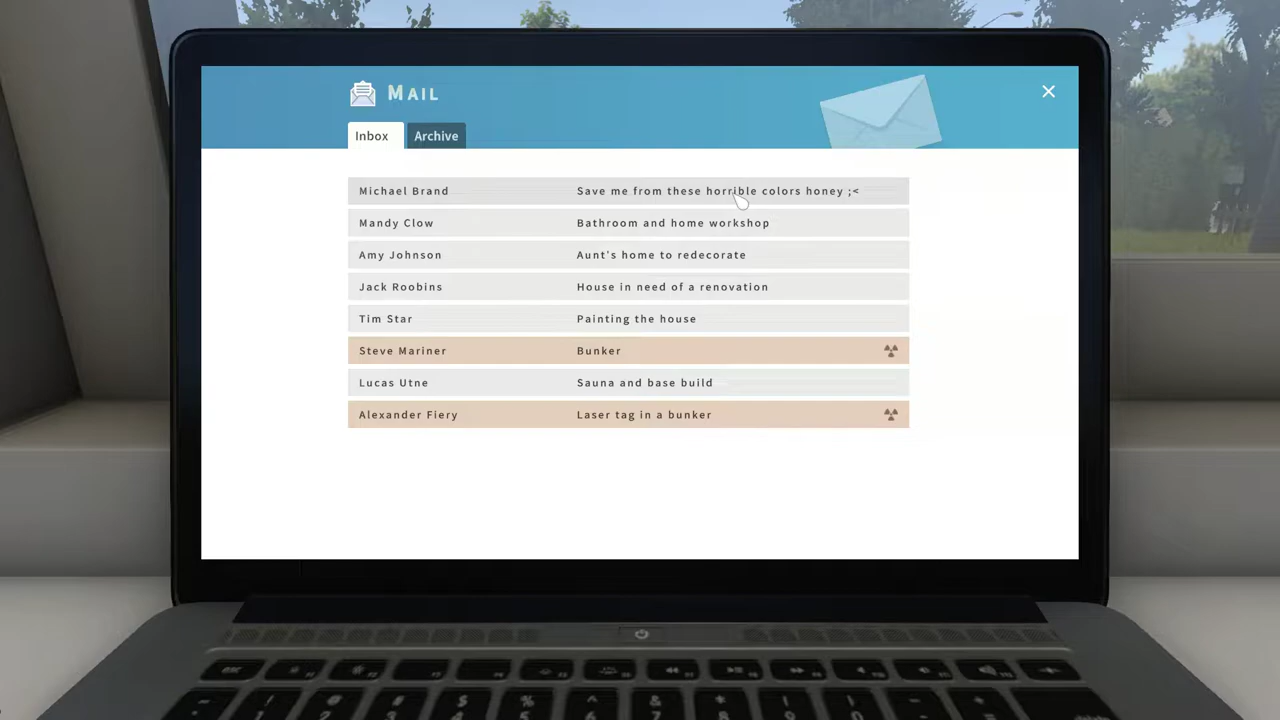 Mail
Inbox Archive
Michael Brand Save me from these horrible colors honey ;<
Mandy Clow Bathroom and home workshop
Amy Johnson Aunt's home to redecorate
Jack Roobins House in need of a renovation
Tim Star Painting the house
Steve Mariner Bunker
Lucas Utne Sauna and base build
Alexander Fiery Laser tag in a bunker
esc